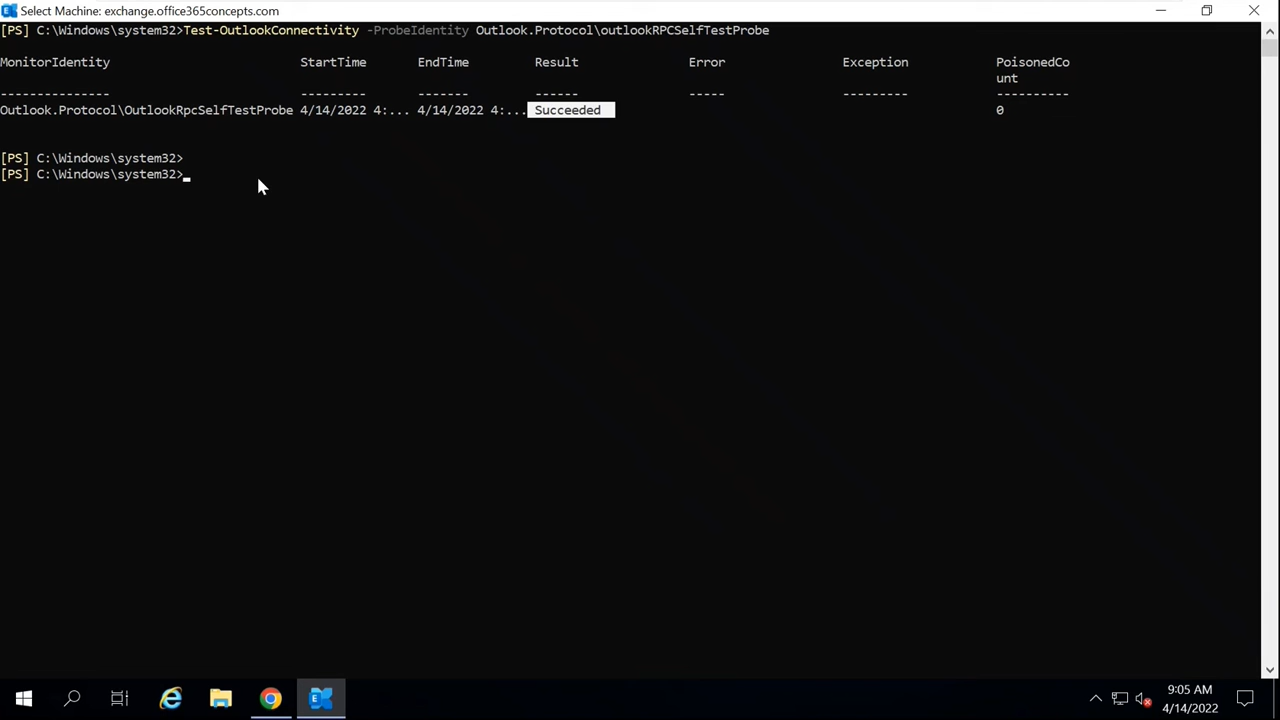 Select Machine: exchange.office365concepts.com
[PS] C:\Windows\system32>Test-OutlookConnectivity -ProbeIdentity Outlook.Protocol\outlookRPCSelfTestProbe
MonitorIdentity StartTime EndTime Result Error Exception PoisonedCo
unt
--------------- --------- ------- ------ ----- --------- ----------
Outlook.Protocol\OutlookRpcSelfTestProbe 4/14/2022 4:... 4/14/2022 4:... Succeeded 0
[PS] C:\Windows\system32>
[PS] C:\Windows\system32>
9:05 AM
4/14/2022